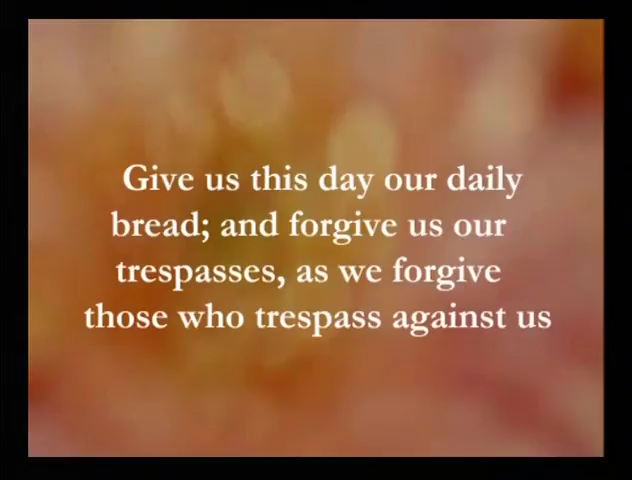 Give us this day our daily
bread; and forgive us our
trespasses, as we forgive
those who trespass against us